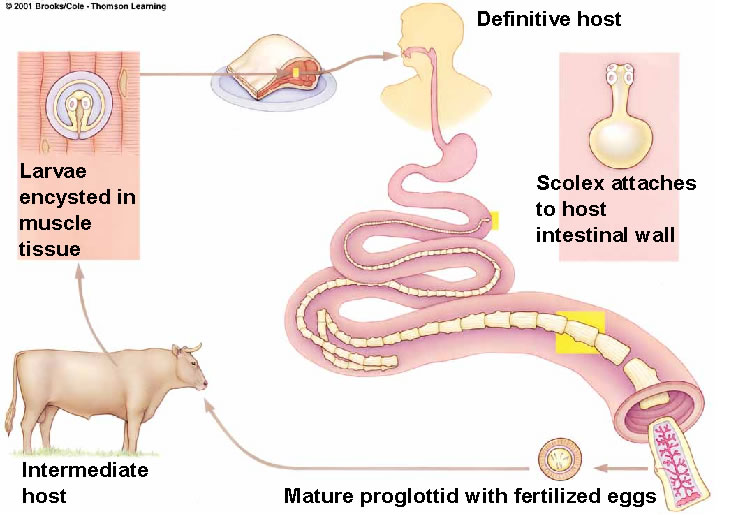 © 2001 Brooks/Cole - Thomson Learning
Definitive host
Larvae
encysted in
muscle
tissue
Scolex attaches
to host
intestinal wall
Intermediate
host
Mature proglottid with fertilized eggs